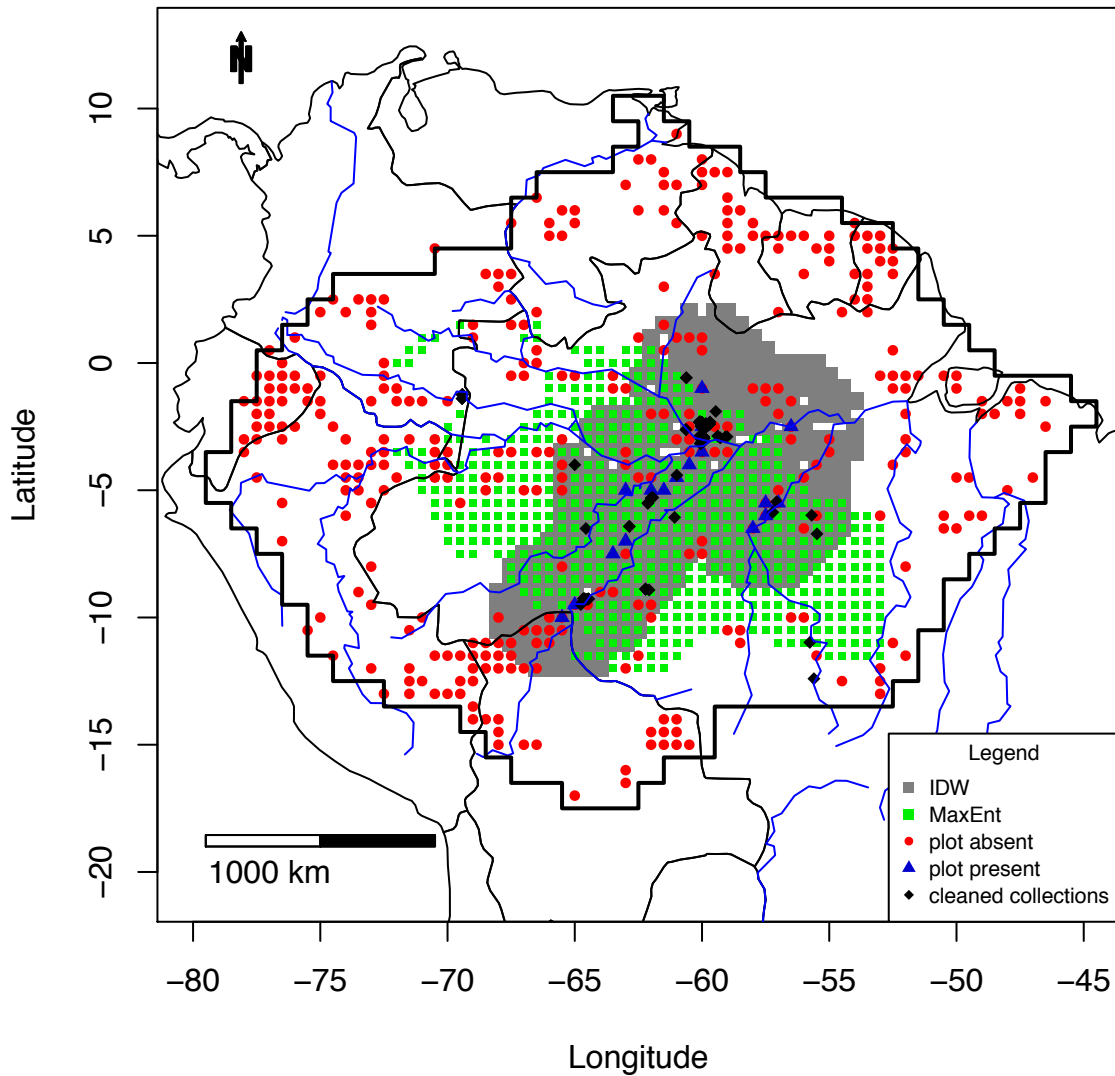 N
10
5
0
−5
−10
−15
−20
Latitude
1000 km
Legend
IDW
MaxEnt
plot absent
plot present
cleaned collections
−80
−75
−70
−65
−60
−55
−50
−45
Longitude